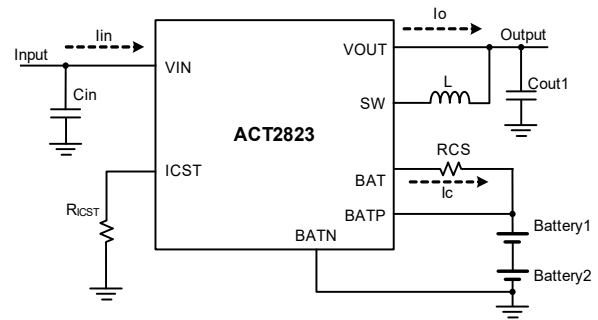 Io
Iin
Output
Input
VOUT
VIN
L
Cin
Cout1
SW
ACT2823
RCS
ICST
BAT
Ic
RICST
BATP
Battery1
BATN
Battery2